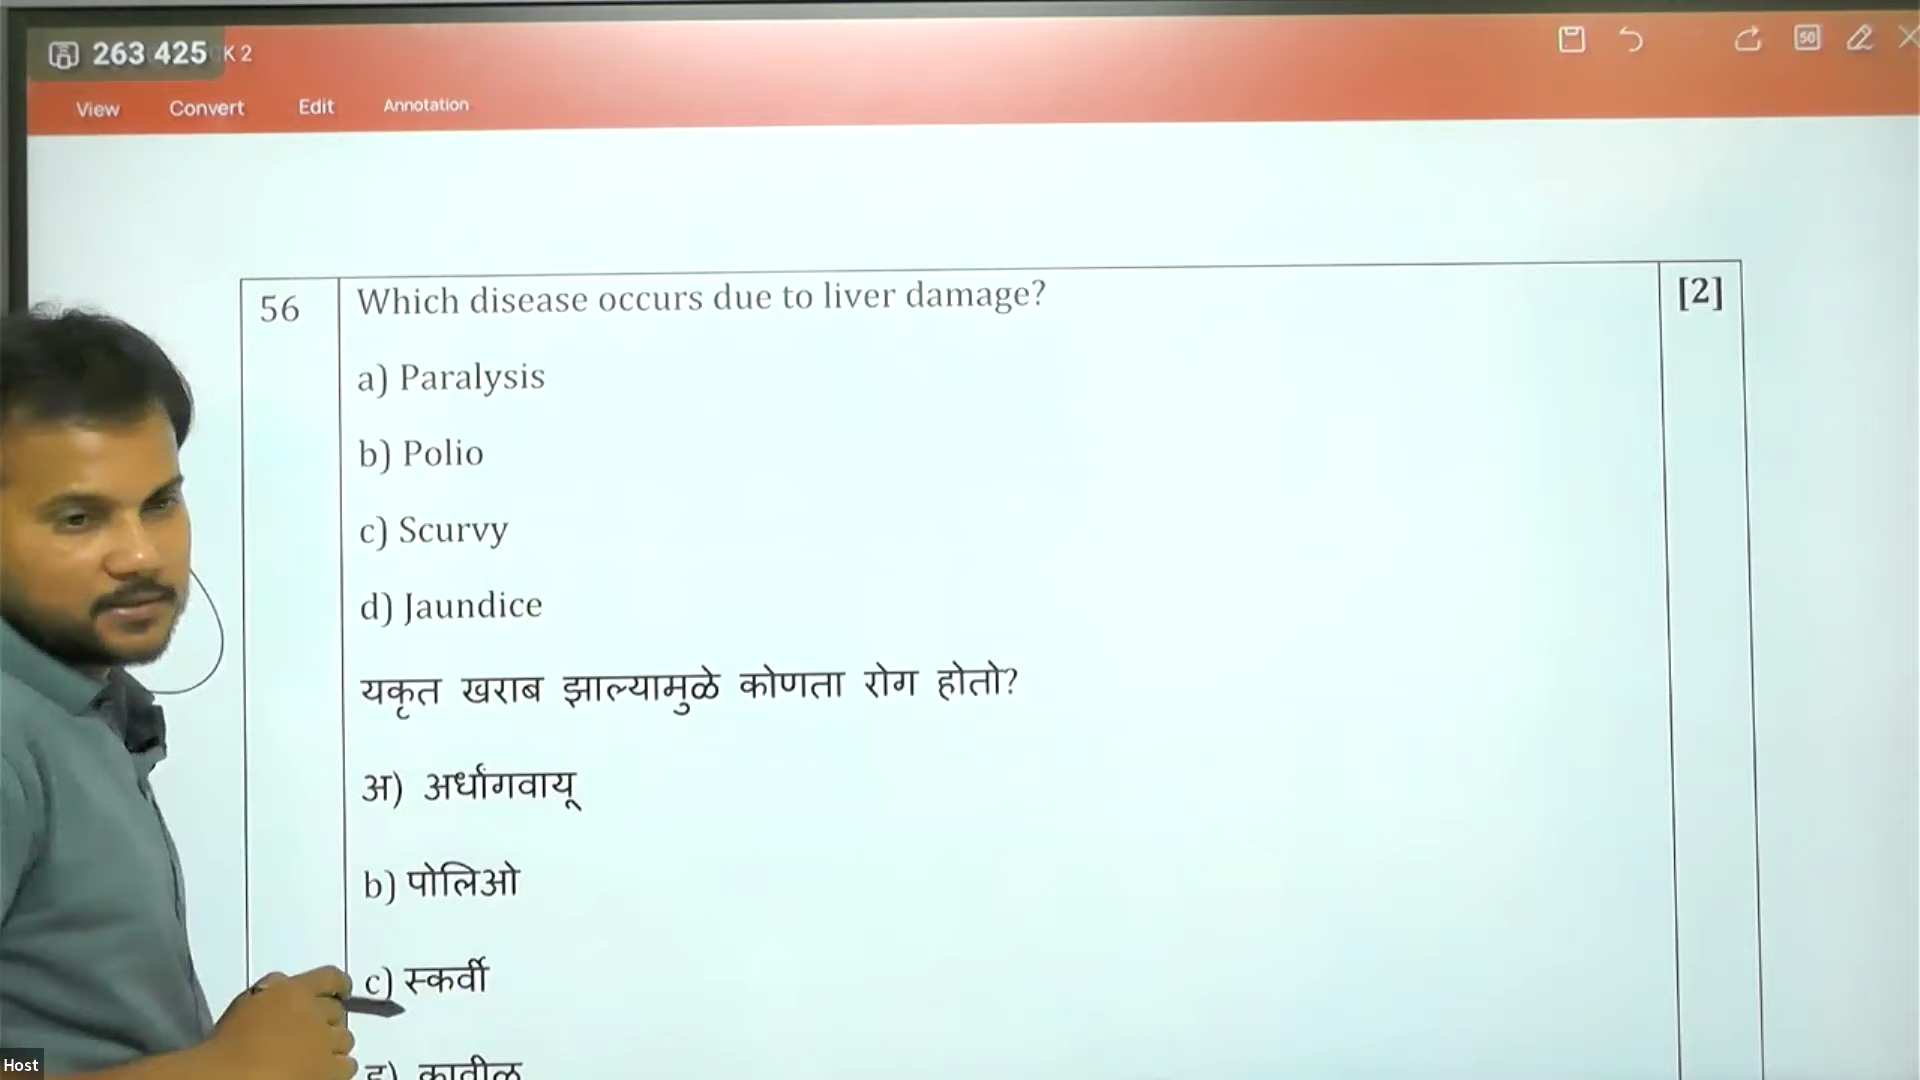 263 425 K 2
View Convert Edit Annotation
56 Which disease occurs due to liver damage? [2]
a) Paralysis
b) Polio
c) Scurvy
d) Jaundice
यकृत खराब झाल्यामुळे कोणता रोग होतो?
अ) अर्धांगवायू
b) पोलिओ
c) स्कर्वी
ड) कावीळ
Host